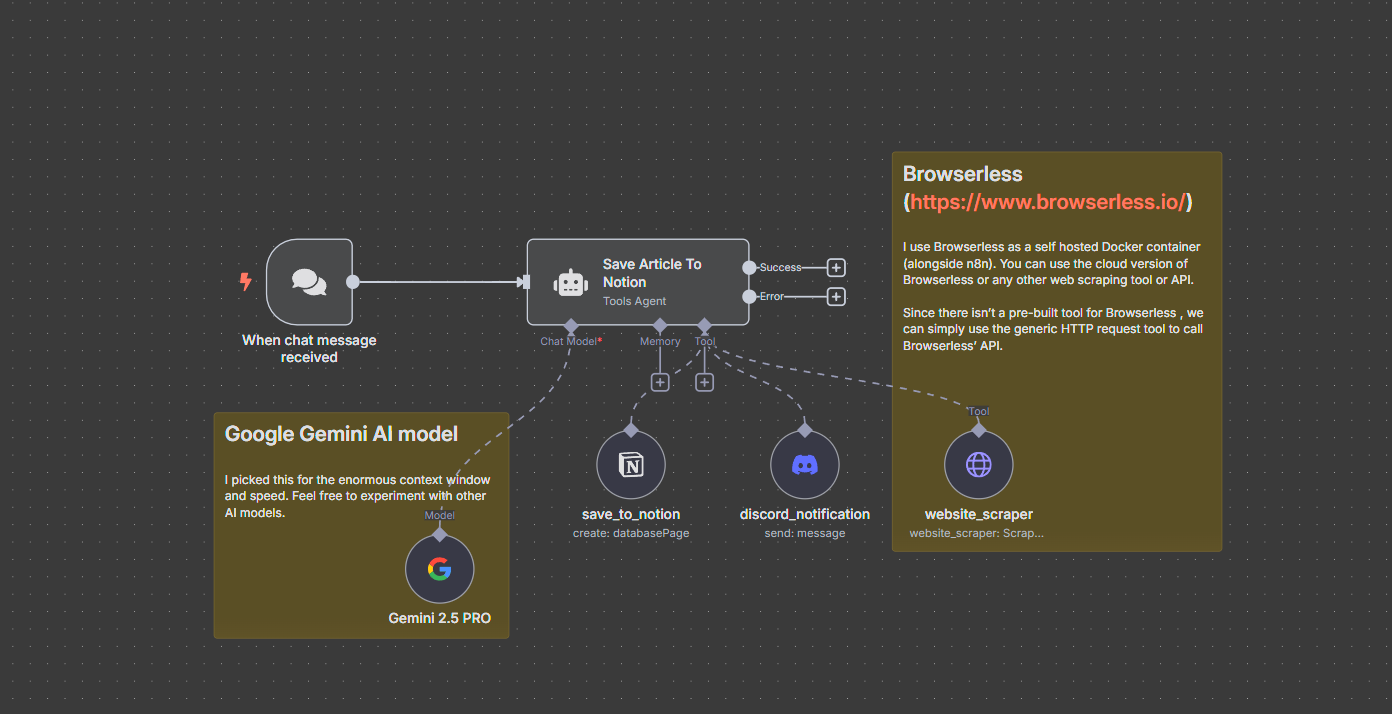 Browserless
(https://www.browserless.io/)
I use Browserless as a self hosted Docker container
(alongside n8n). You can use the cloud version of
Browserless or any other web scraping tool or API.
Since there isn't a pre-built tool for Browserless , we
can simply use the generic HTTP request tool to call
Browserless' API.
When chat message
received
Save Article To
Notion
Tools Agent
Success
Error
Chat Model*
Memory
Tool
Google Gemini AI model
I picked this for the enormous context window
and speed. Feel free to experiment with other
AI models.
Model
Gemini 2.5 PRO
save_to_notion
create: databasePage
discord_notification
send: message
Tool
website_scraper
website_scraper: Scrap...